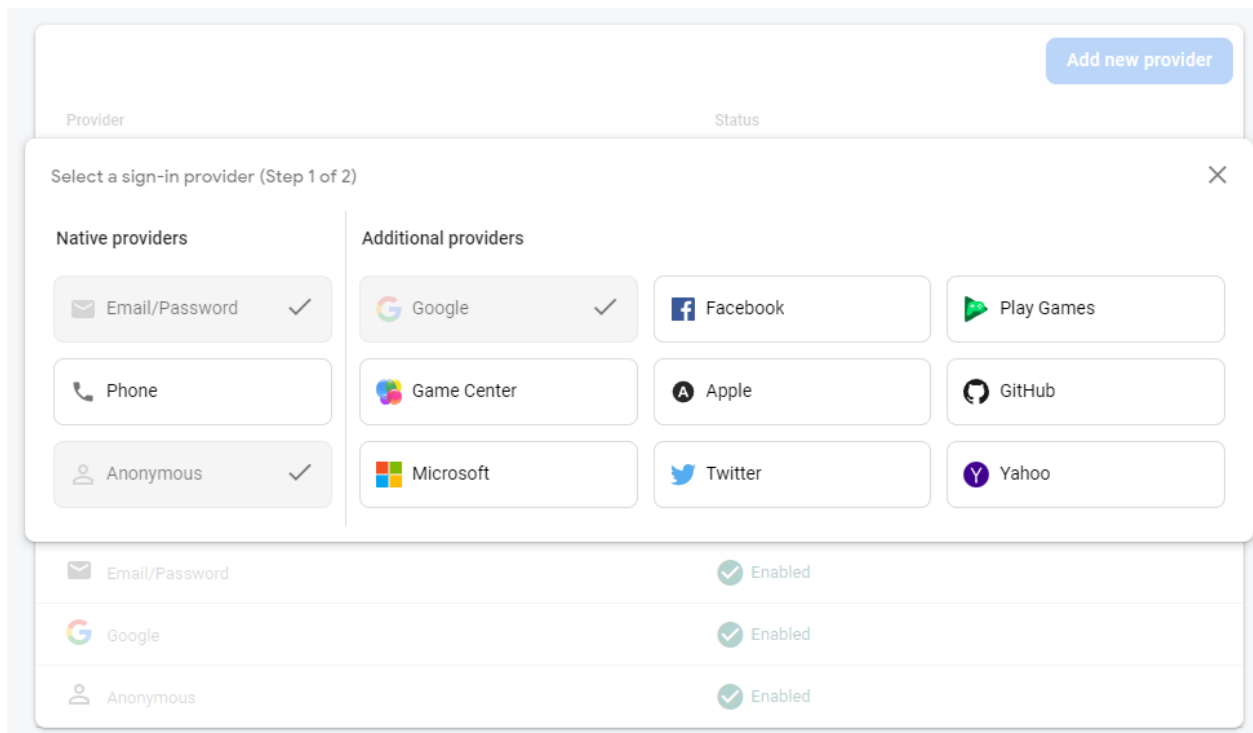 Add new provider
Provider Status
Select a sign-in provider (Step 1 of 2)
Native providers
Additional providers
Email/Password
Google
Facebook
Play Games
Phone
Game Center
Apple
GitHub
Anonymous
Microsoft
Twitter
Yahoo
Email/Password Enabled
Google Enabled
Anonymous Enabled